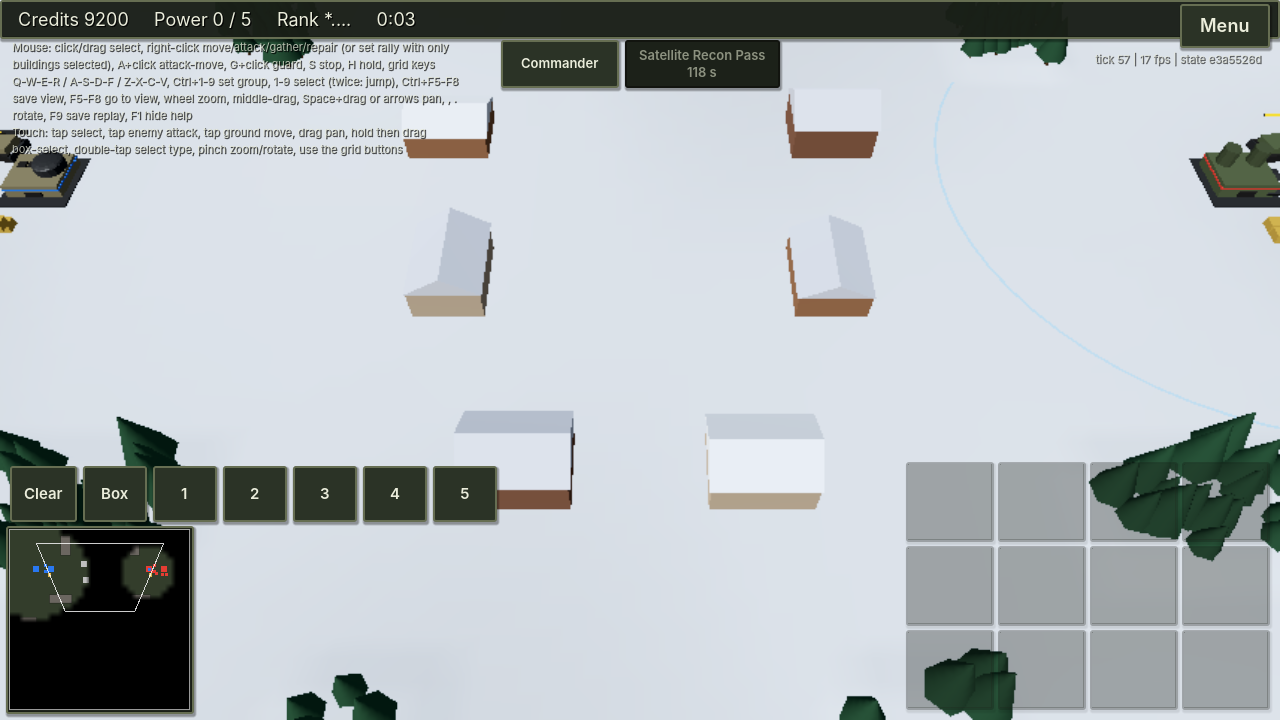 Credits 9200 Power 0 / 5 Rank *.... 0:03
Menu
Mouse: click/drag select, right-click move/attack/gather/repair (or set rally with only
buildings selected), A+click attack-move, G+click guard, S stop, H hold, grid keys
Q-W-E-R / A-S-D-F / Z-X-C-V, Ctrl+1-9 set group, 1-9 select (twice: jump), Ctrl+F5-F8
save view, F5-F8 go to view, wheel zoom, middle-drag, Space+drag or arrows pan, , .
rotate, F9 save replay, F1 hide help
Touch: tap select, tap enemy attack, tap ground move, drag pan, hold then drag
box-select, double-tap select type, pinch zoom/rotate, use the grid buttons
Commander
Satellite Recon Pass
118 s
tick 57 | 17 fps | state e3a5526d
Clear Box 1 2 3 4 5